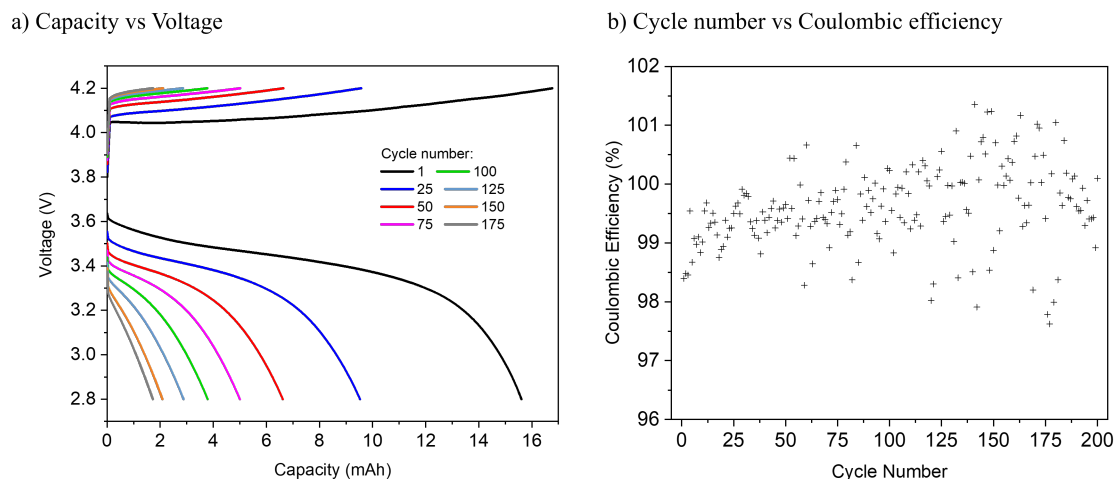 a) Capacity vs Voltage
4.2
4.0
3.8
3.6
3.4
3.2
3.0
2.8
Voltage (V)
Cycle number:
1 100
25 125
50 150
75 175
0 2 4 6 8 10 12 14 16
Capacity (mAh)
b) Cycle number vs Coulombic efficiency
102
101
100
99
98
97
96
Coulombic Efficiency (%)
0 25 50 75 100 125 150 175 200
Cycle Number